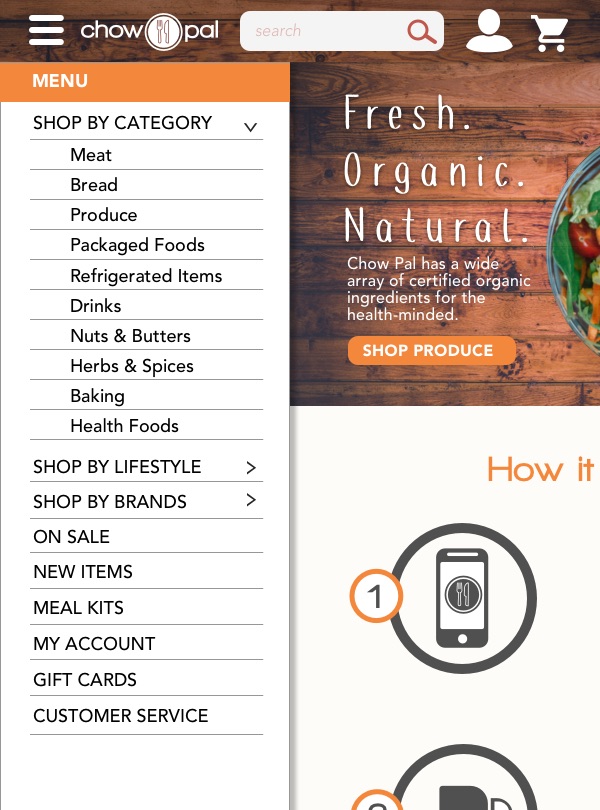 chow pal
search
MENU
SHOP BY CATEGORY
Meat
Bread
Produce
Packaged Foods
Refrigerated Items
Drinks
Nuts & Butters
Herbs & Spices
Baking
Health Foods
SHOP BY LIFESTYLE
SHOP BY BRANDS
ON SALE
NEW ITEMS
MEAL KITS
MY ACCOUNT
GIFT CARDS
CUSTOMER SERVICE
Fresh.
Organic.
Natural.
Chow Pal has a wide
array of certified organic
ingredients for the
health-minded.
SHOP PRODUCE
How it
1